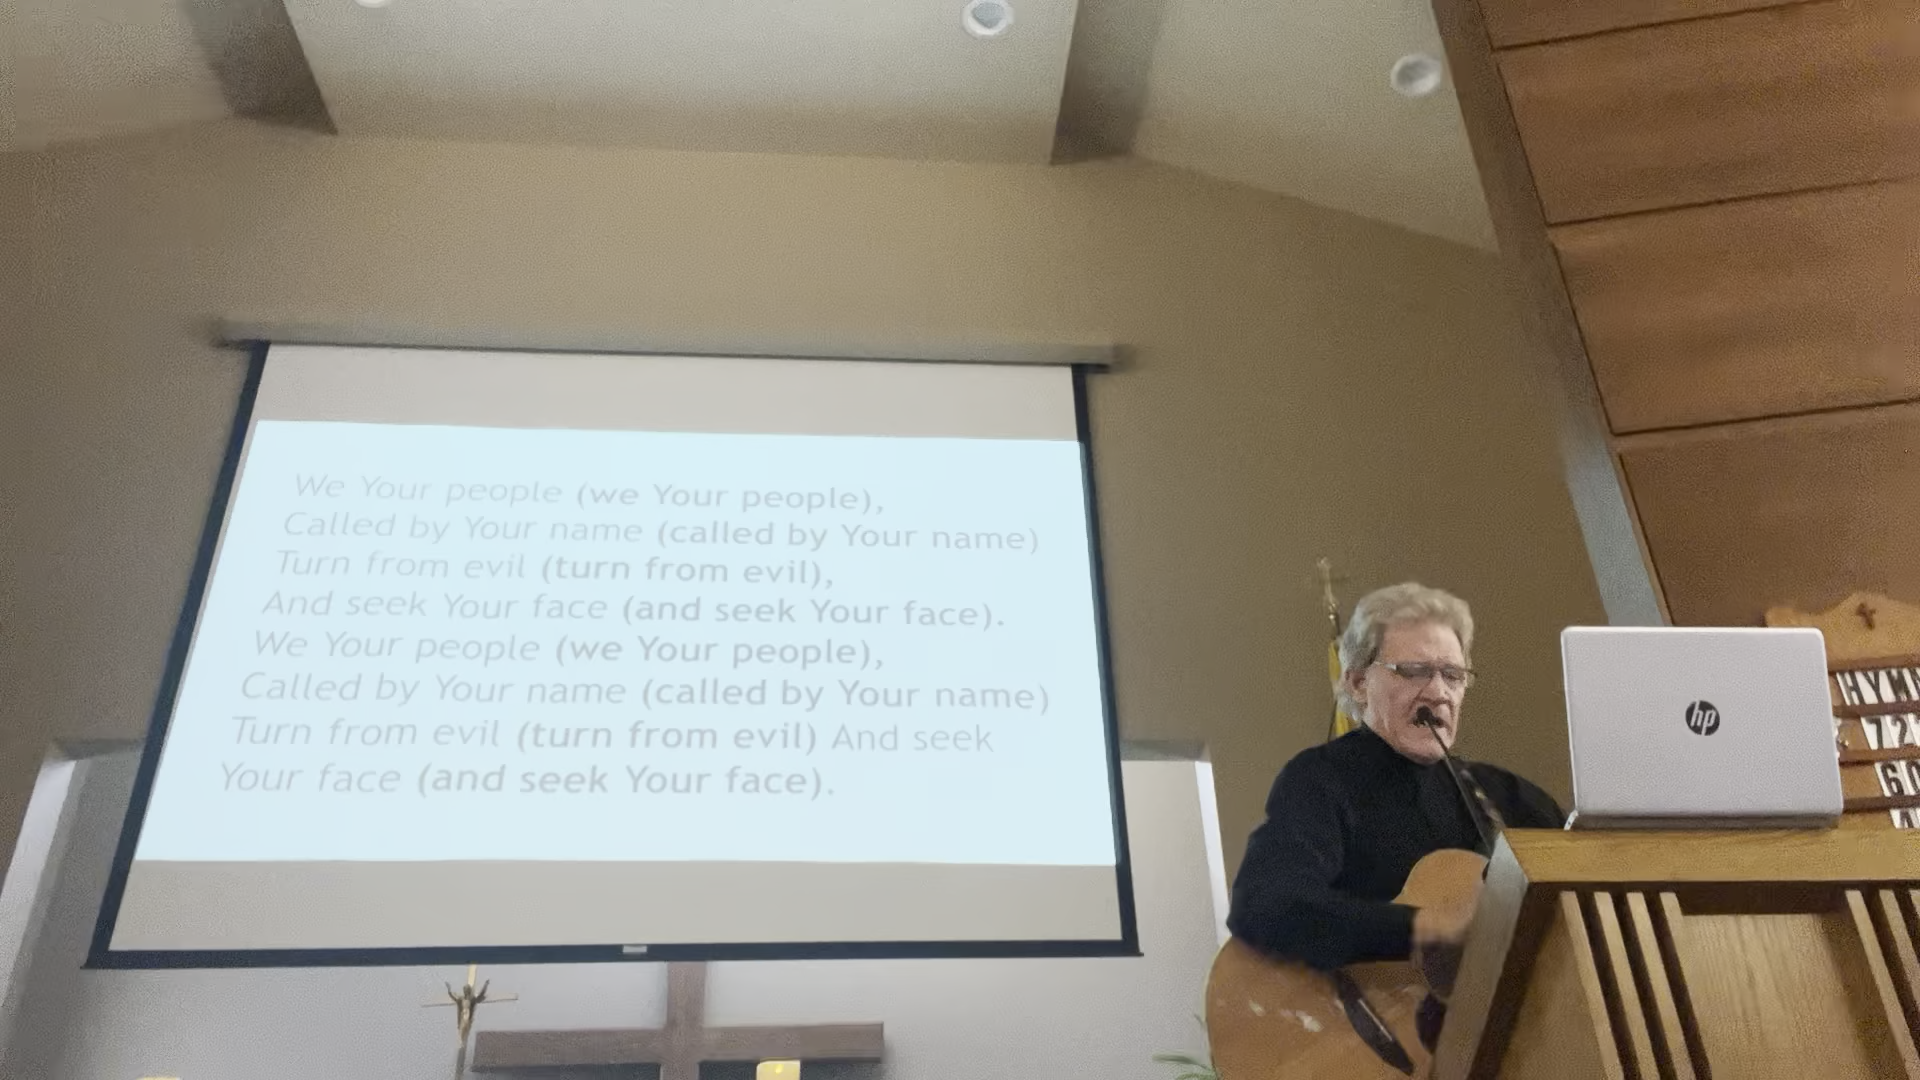 We Your people (we Your people),
Called by Your name (called by Your name)
Turn from evil (turn from evil),
And seek Your face (and seek Your face).
We Your people (we Your people),
Called by Your name (called by Your name)
Turn from evil (turn from evil) And seek
Your face (and seek Your face).
hp
HYM
72
60